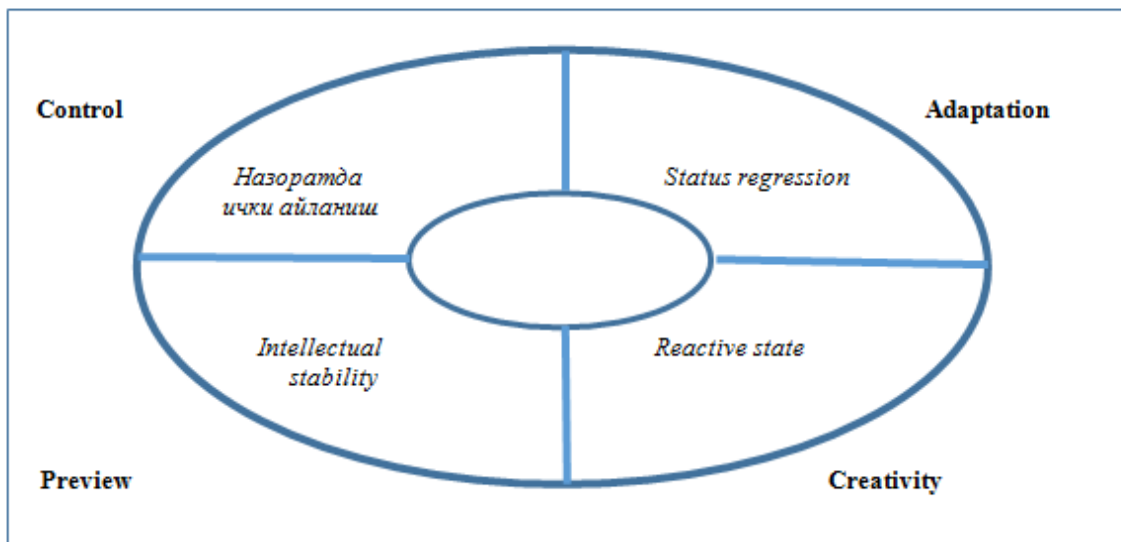 Control
Adaptation
Назоратда
ички айланиш
Status regression
Intellectual
stability
Reactive state
Preview
Creativity